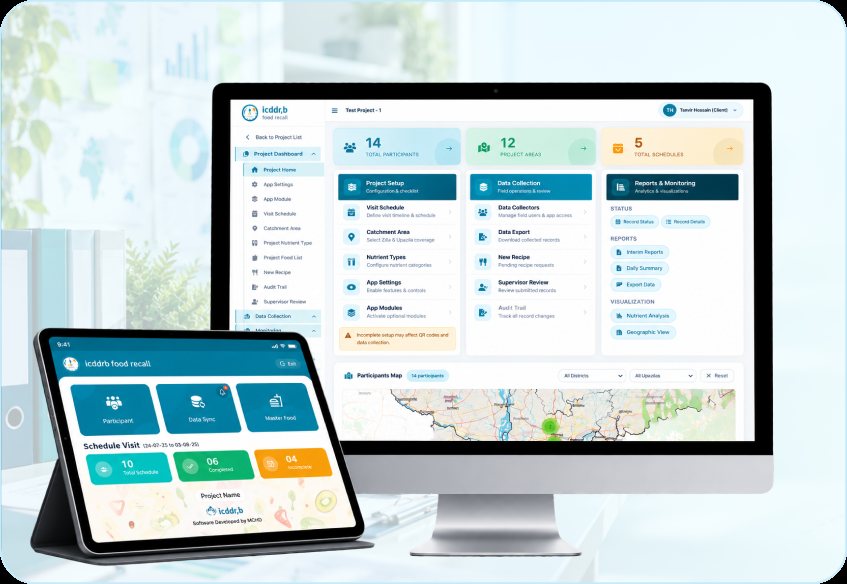 icddr,b
food recall
Test Project - 1
TH
Tanvir Hossain (Client)
Back to Project List
Project Dashboard
Project Home
App Settings
App Module
Visit Schedule
Catchment Area
Project Nutrient Type
Project Food List
New Recipe
Audit Trail
Supervisor Review
Data Collection
Monitoring
14
TOTAL PARTICIPANTS
12
PROJECT AREAS
5
TOTAL SCHEDULES
Project Setup
Configuration & checklist
Visit Schedule
Define visit timeline & schedule
Catchment Area
Select Zilla & Upazila coverage
Nutrient Types
Configure nutrient categories
App Settings
Enable features & controls
App Modules
Activate optional modules
Incomplete setup may affect QR codes and
data collection.
Data Collection
Field operations & review
Data Collectors
Manage field users & app access
Data Export
Download collected records
New Recipe
Pending recipe requests
Supervisor Review
Review submitted records
Audit Trail
Track all record changes
Reports & Monitoring
Analytics & visualizations
STATUS
Record Status
Record Details
REPORTS
Interim Reports
Daily Summary
Export Data
VISUALIZATION
Nutrient Analysis
Geographic View
Participants Map
14 participants
All Districts
All Upazilas
Reset
9:41
icddrb food recall
Exit
Participant
Data Sync
Master Food
Schedule Visit (24-07-25 to 03-08-25)
10
Total Schedule
06
Completed
04
Incomplete
Project Name
icddr,b
Software Developed by MCHD